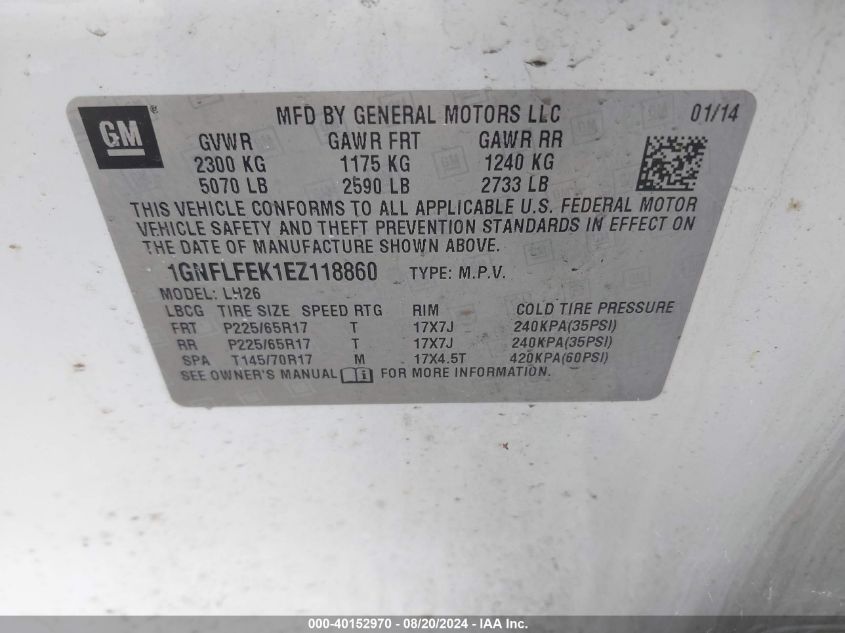 GM® MFD BY GENERAL MOTORS LLC 01/14
GVWR GAWR FRT GAWR RR
2300 KG 1175 KG 1240 KG
5070 LB 2590 LB 2733 LB
THIS VEHICLE CONFORMS TO ALL APPLICABLE U.S. FEDERAL MOTOR
VEHICLE SAFETY AND THEFT PREVENTION STANDARDS IN EFFECT ON
THE DATE OF MANUFACTURE SHOWN ABOVE.
1GNFLFEK1EZ118860 TYPE: M.P.V.
MODEL: LH26
LBCG TIRE SIZE SPEED RTG RIM COLD TIRE PRESSURE
FRT P225/65R17 T 17X7J 240KPA(35PSI)
RR P225/65R17 T 17X7J 240KPA(35PSI)
SPA T145/70R17 M 17X4.5T 420KPA(60PSI)
SEE OWNER'S MANUAL FOR MORE INFORMATION.
000-40152970 - 08/20/2024 - IAA Inc.